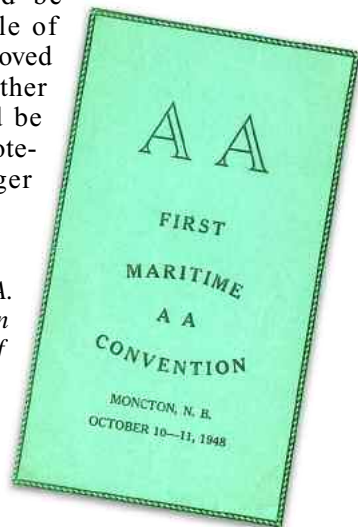 d be
le of
oved
ther
l be
ote-
ger
A.
n
f
A A
FIRST
MARITIME
A A
CONVENTION
MONCTON, N. B.
OCTOBER 10—11, 1948